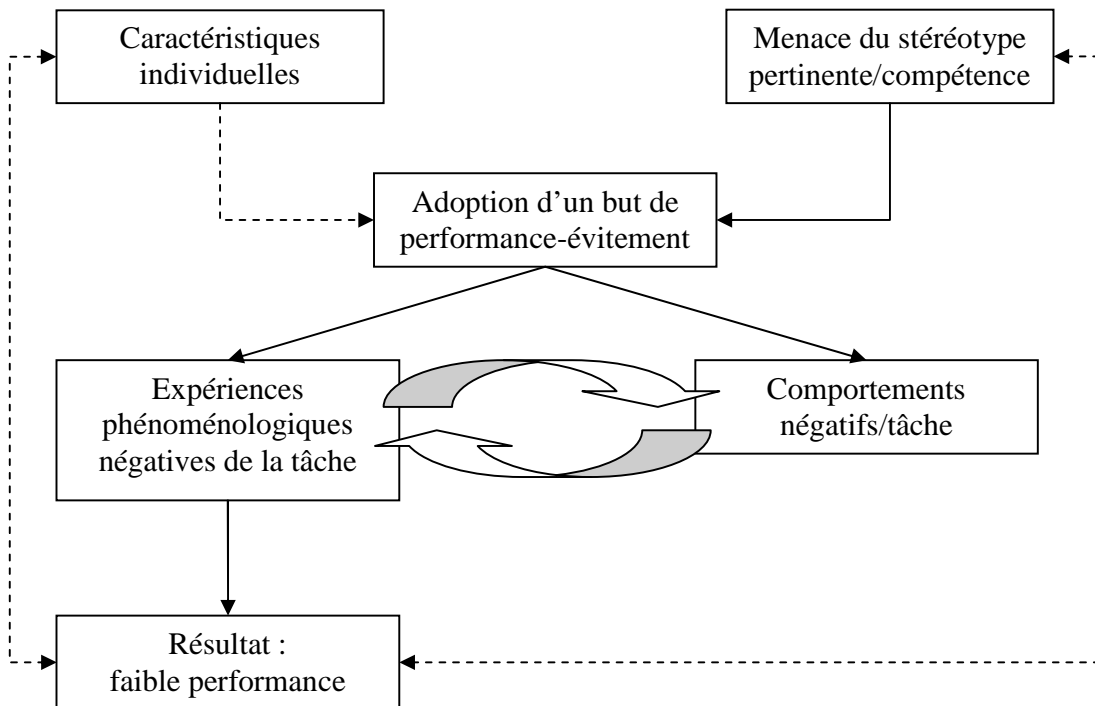 Caractéristiques
individuelles
Menace du stéréotype
pertinente/compétence
Adoption d’un but de
performance-évitement
Expériences
phénoménologiques
négatives de la tâche
Comportements
négatifs/tâche
Résultat :
faible performance